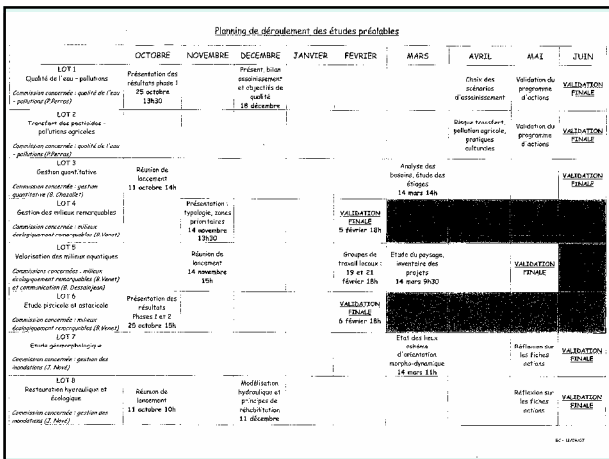 Planning de déroulement des études préalables
OCTOBRE NOVEMBRE DECEMBRE JANVIER FEVRIER MARS AVRIL MAI JUIN
LOT 1
Qualité de l'eau - pollutions
Commission concernée : qualité de l'eau
- pollutions (P.Perros)
Présentation des
résultats phase 1
25 octobre
13h30
Présent, bilan
assainissement
et objectifs de
qualité
18 décembre
Choix des
scénarios
d'assainissement
Validation du
programme
d'actions
VALIDATION
FINALE
LOT 2
Transfert des pesticides -
pollutions agricoles
Commission concernée : qualité de l'eau
- pollutions (P.Perros)
Risque transfert,
pollution agricole,
pratiques
culturales
Validation du
programme
d'actions
VALIDATION
FINALE
LOT 3
Gestion quantitative
Commission concernée : gestion
quantitative
Réunion de
lancement
11 octobre 14h
Analyse des
besoins, étude des
étiages
14 mars 14h
VALIDATION
FINALE
LOT 4
Gestion des milieux remarquables
Commission concernée : milieux
écologiquement remarquables (B.Venet)
Présentation :
typologie, zones
prioritaires
14 novembre
13h30
VALIDATION
FINALE
5 février 18h
LOT 5
Valorisation des milieux aquatiques
Commissions concernées : milieux
écologiquement remarquables (B.Venet)
et communication
Réunion de
lancement
14 novembre
15h
Groupes de
travail locaux :
19 et 21
février 18h
Etude du paysage,
inventaire des
projets
14 mars 9h30
VALIDATION
FINALE
LOT 6
Etude piscicole et astacicole
Commission concernée : milieux
écologiquement remarquables (B.Venet)
Présentation des
résultats
Phases 1 et 2
25 octobre 15h
VALIDATION
FINALE
6 février 18h
LOT 7
Etude géomorphologique
Commission concernée : gestion des
inondations (J. Navé)
Etat des lieux
schéma
d'orientation
morpho-dynamique
14 mars 11h
Réflexion sur
les fiches
actions
VALIDATION
FINALE
LOT 8
Restauration hydraulique et
écologique
Commission concernée : gestion des
inondations (J. Navé)
Réunion de
lancement
11 octobre 10h
Modélisation
hydraulique et
principes de
réhabilitation
11 décembre
Réflexion sur
les fiches
actions
VALIDATION
FINALE